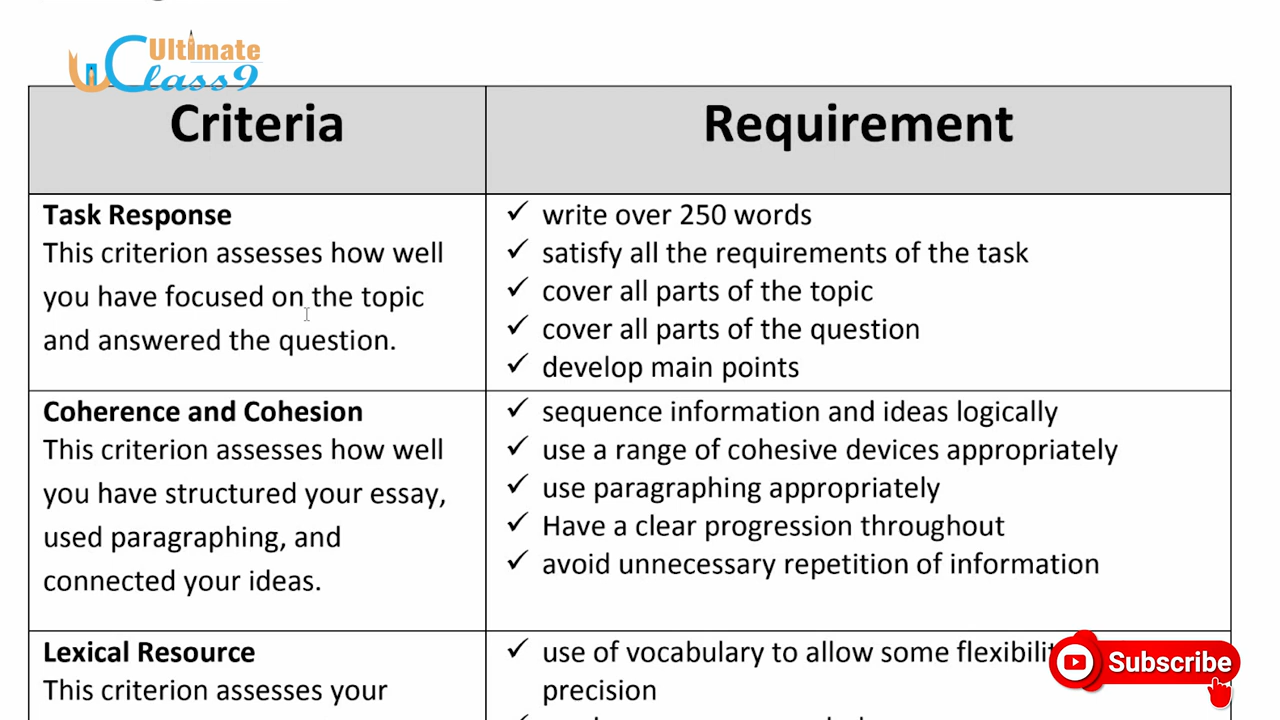 Ultimate
Class9
Criteria
Requirement
Task Response
This criterion assesses how well
you have focused on the topic
and answered the question.
✓ write over 250 words
✓ satisfy all the requirements of the task
✓ cover all parts of the topic
✓ cover all parts of the question
✓ develop main points
Coherence and Cohesion
This criterion assesses how well
you have structured your essay,
used paragraphing, and
connected your ideas.
✓ sequence information and ideas logically
✓ use a range of cohesive devices appropriately
✓ use paragraphing appropriately
✓ Have a clear progression throughout
✓ avoid unnecessary repetition of information
Lexical Resource
This criterion assesses your
✓ use of vocabulary to allow some
precision
Subscribe